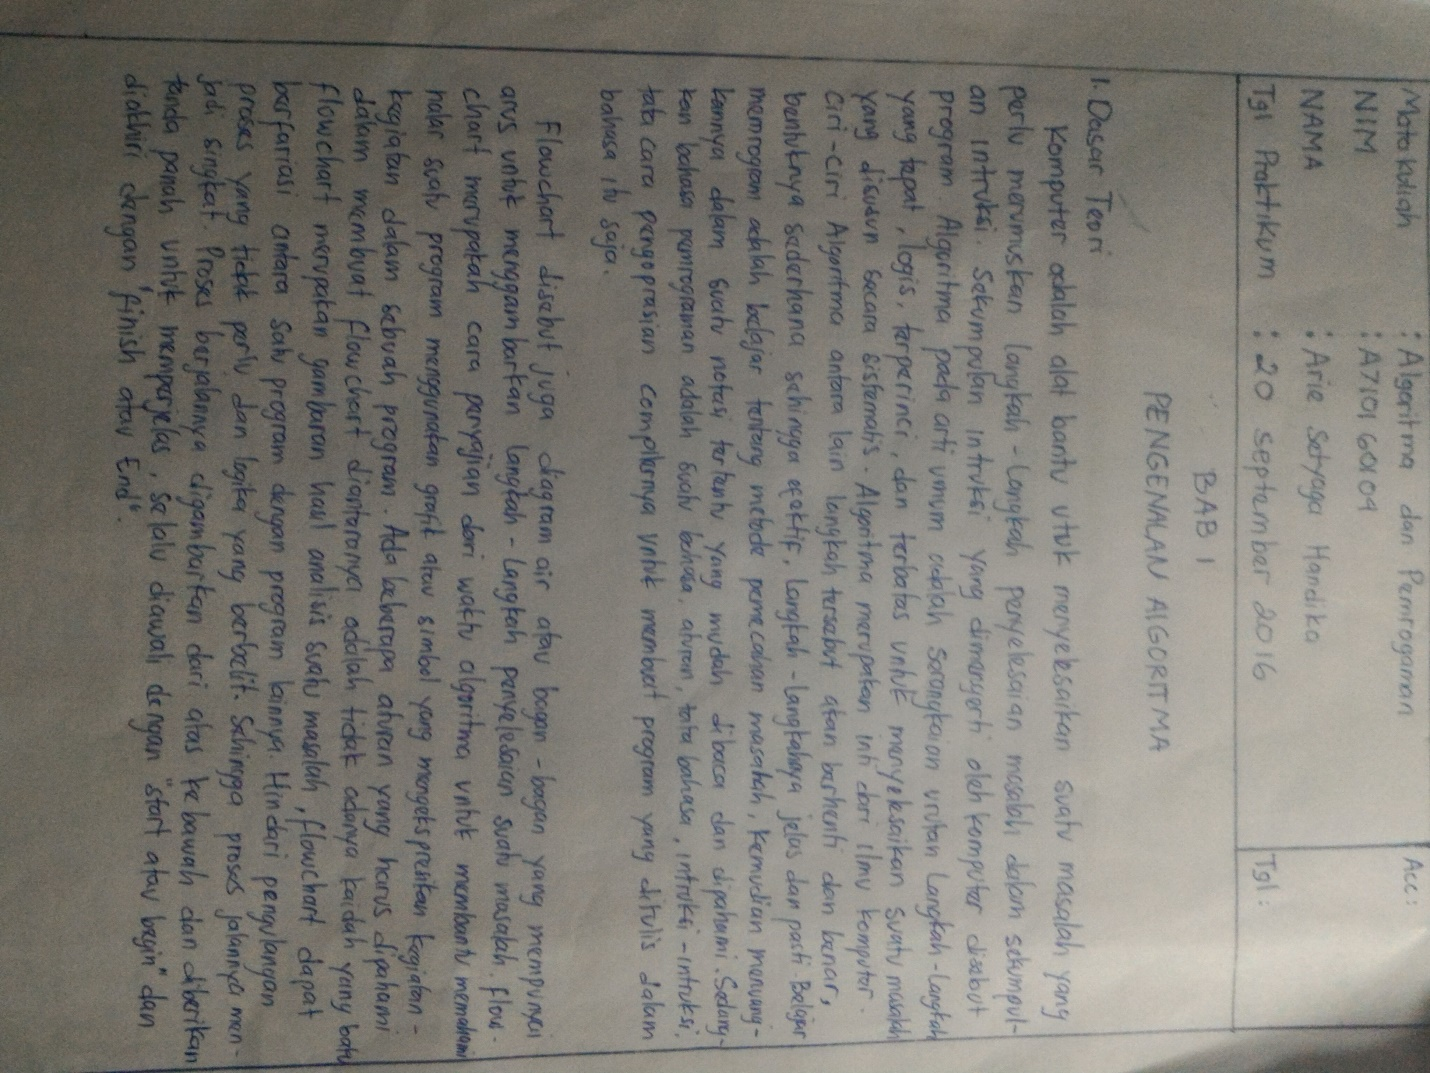 Mata Kuliah : Algoritma dan Pemrogaman
Acc :
NIM : A710160109
NAMA : Arie Setyaga Handika
Tgl Praktikum : 20 September 2016
Tgl :
BAB 1
PENGENALAN ALGORITMA
1. Dasar Teori
Komputer adalah alat bantu utuk menyelesaikan suatu masalah yang
perlu merumuskan langkah - langkah penyelesaian masalah dalam sekumpul-
an intruksi. Sekumpulan intruksi yang dimengerti oleh komputer disebut
program. Algoritma pada arti umum adalah serangkaian urutan langkah-langkah
yang tepat, logis, terperinci, dan terbatas untuk menyelesaikan suatu masalah
yang disusun secara sistematis. Algoritma merupakan inti dari ilmu komputer.
Ciri - ciri Algoritma antara lain langkah tersebut akan berhenti dan benar,
bentuknya sederhana sehingga efektif, langkah - langkahnya jelas dan pasti. Belajar
memrogram adalah belajar tentang metode pemecahan masalah, kemudian menuang-
kannya dalam suatu notasi tertentu yang mudah dibaca dan dipahami. Sedang-
kan bahasa pemrograman adalah suatu bahasa, aturan, tata bahasa, intruksi - intruksi,
tata cara pengoprasian compilernya untuk membuat program yang ditulis dalam
bahasa itu saja.
Flowchart disebut juga diagram air atau bagan - bagan yang mempunyai
arus untuk menggambarkan langkah - langkah penyelesaian suatu masalah. flow-
chart merupakah cara penyajian dari waktu algoritma untuk membantu memahami
nalar suatu program menggunakan grafik atau simbol yang mengekspresikan kegiatan -
kegiatan dalam sebuah program. Ada beberapa aturan yang harus dipahami
dalam membuat flowchart diantaranya adalah tidak adanya kaidah yang baku,
flowchart merupakan gambaran hasil analisis suatu masalah, flowchart dapat
berfariasi antara satu program dengan program lainnya. Hindari pengulangan
proses yang tidak perlu dan logika yang berbelit. Sehingga proses jalannya men-
jadi singkat. Proses berjalannya digambarkan dari atas ke bawah dan diberikan
tanda panah untuk memperjelas, Selalu diawali dengan "start atau begin" dan
diakhiri dengan "finish atau End".